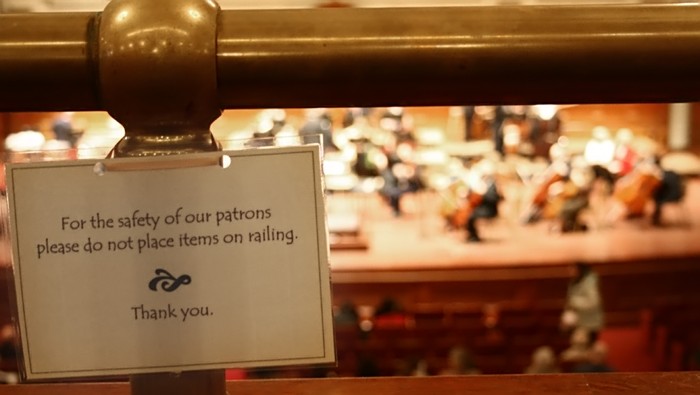 For the safety of our patrons
please do not place items on railing.
Thank you.